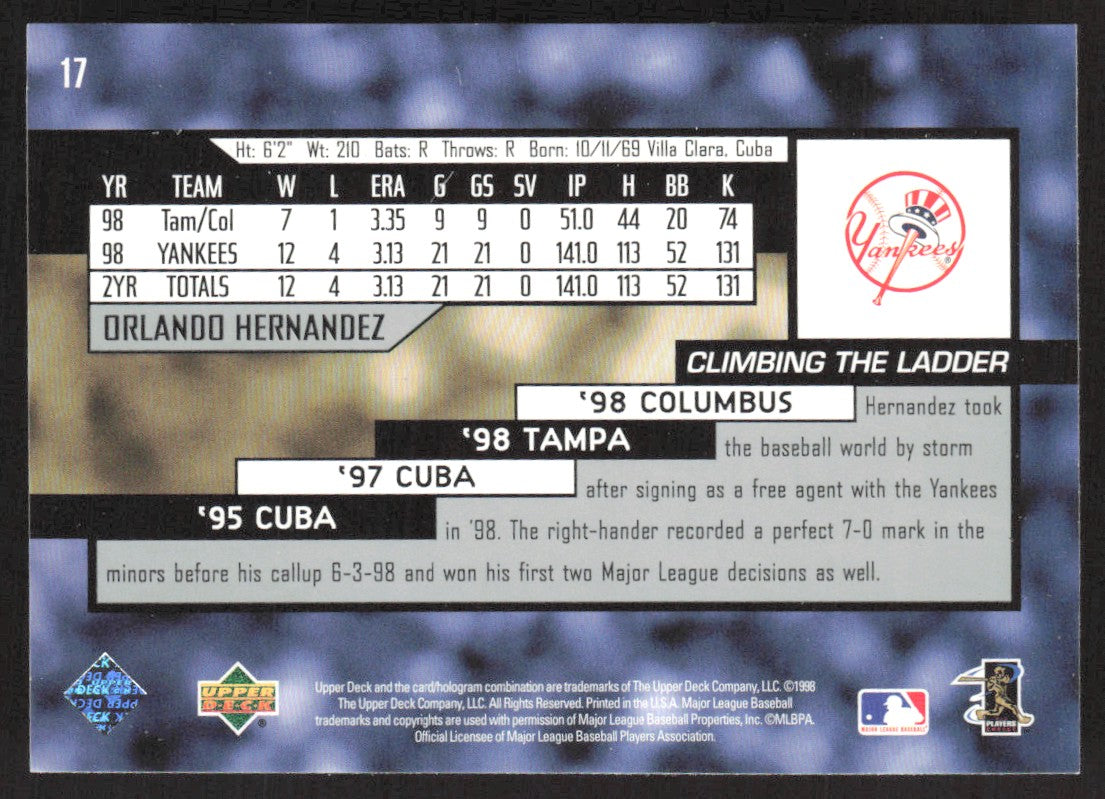 17
Ht: 6'2" Wt: 210 Bats: R Throws: R Born: 10/11/69 Villa Clara, Cuba
YR TEAM W L ERA G GS SV IP H BB K
98 Tam/Col 7 1 3.35 9 9 0 51.0 44 20 74
98 YANKEES 12 4 3.13 21 21 0 141.0 113 52 131
2YR TOTALS 12 4 3.13 21 21 0 141.0 113 52 131
ORLANDO HERNANDEZ
Yankees ®
CLIMBING THE LADDER
'98 COLUMBUS
'98 TAMPA
'97 CUBA
'95 CUBA
Hernandez took
the baseball world by storm
after signing as a free agent with the Yankees
in '98. The right-hander recorded a perfect 7-0 mark in the
minors before his callup 6-3-98 and won his first two Major League decisions as well.
UPPER
DECK ®
Upper Deck and the card/hologram combination are trademarks of The Upper Deck Company, LLC. ©1998
The Upper Deck Company, LLC. All Rights Reserved. Printed in the U.S.A. Major League Baseball
trademarks and copyrights are used with permission of Major League Baseball Properties, Inc. ©MLBPA.
Official Licensee of Major League Baseball Players Association.
MAJOR LEAGUE BASEBALL
PLAYERS
CHOICE